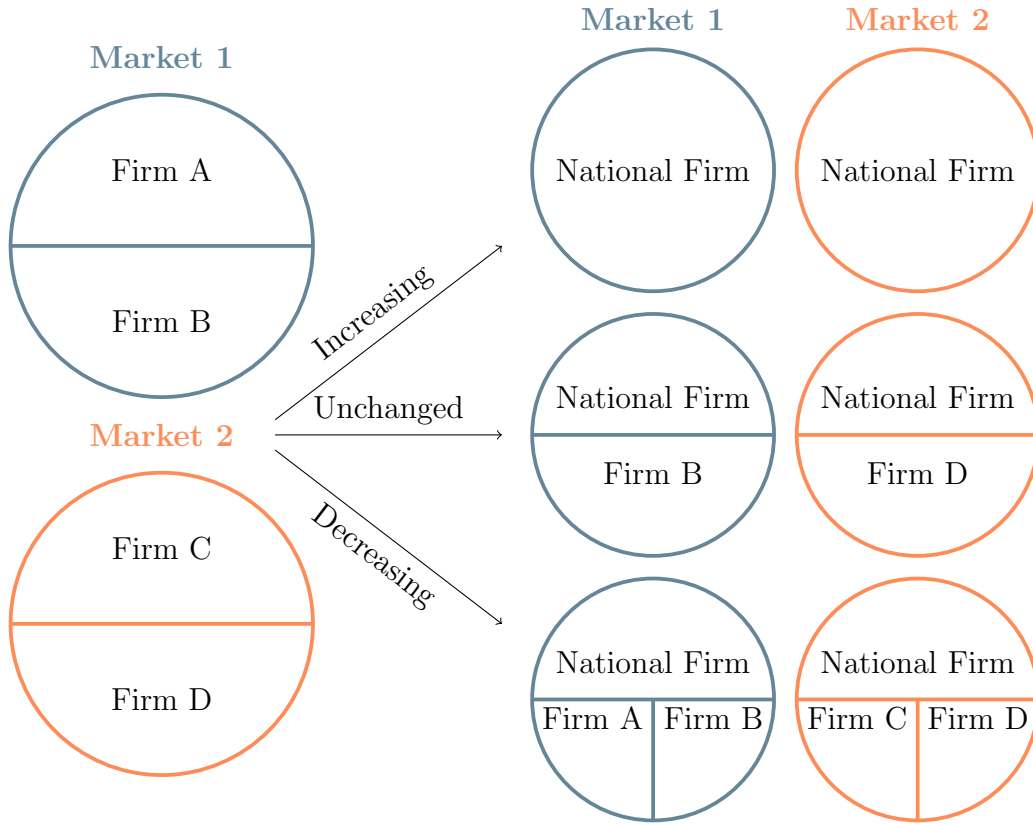 Market 1
Firm A
Firm B
Market 2
Firm C
Firm D
Increasing
Unchanged
Decreasing
Market 1
Market 2
National Firm
National Firm
National Firm
Firm B
National Firm
Firm D
National Firm
Firm A
Firm B
National Firm
Firm C
Firm D